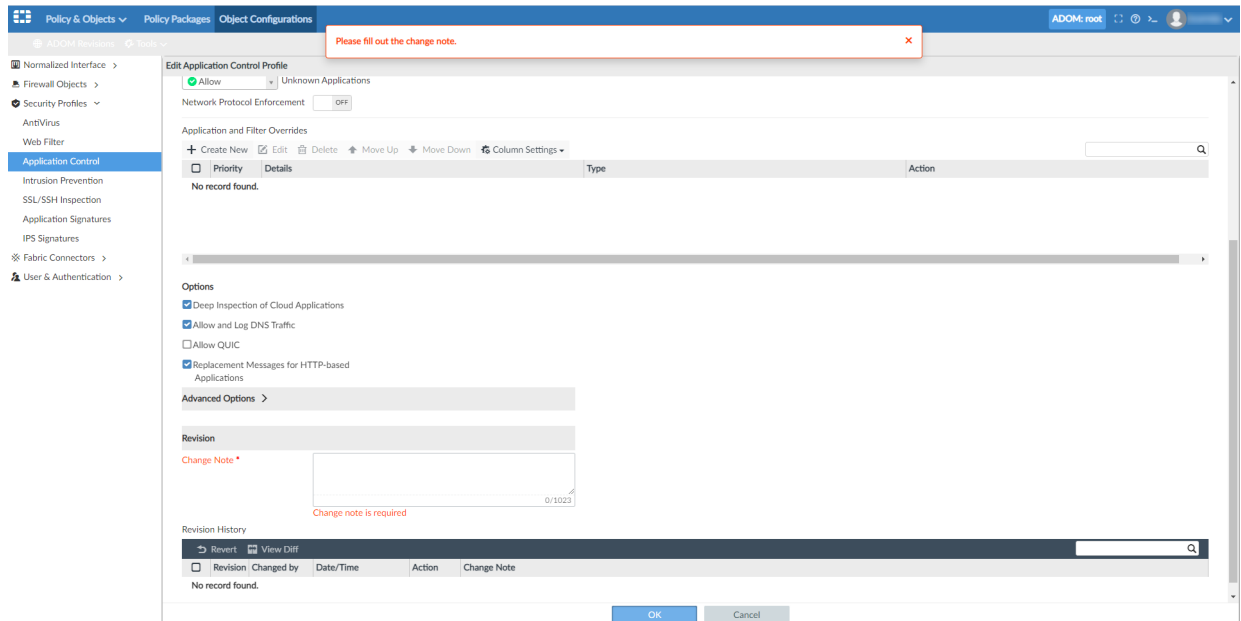 Policy & Objects Policy Packages Object Configurations ADOM: root
ADOM Revisions Tools
Please fill out the change note.
Normalized Interface
Firewall Objects
Security Profiles
AntiVirus
Web Filter
Application Control
Intrusion Prevention
SSL/SSH Inspection
Application Signatures
IPS Signatures
Fabric Connectors
User & Authentication
Edit Application Control Profile
Allow Unknown Applications
Network Protocol Enforcement OFF
Application and Filter Overrides
Create New Edit Delete Move Up Move Down Column Settings
Priority Details Type Action
No record found.
Options
Deep Inspection of Cloud Applications
Allow and Log DNS Traffic
Allow QUIC
Replacement Messages for HTTP-based
Applications
Advanced Options
Revision
Change Note *
0/1023
Change note is required
Revision History
Revert View Diff
Revision Changed by Date/Time Action Change Note
No record found.
OK Cancel